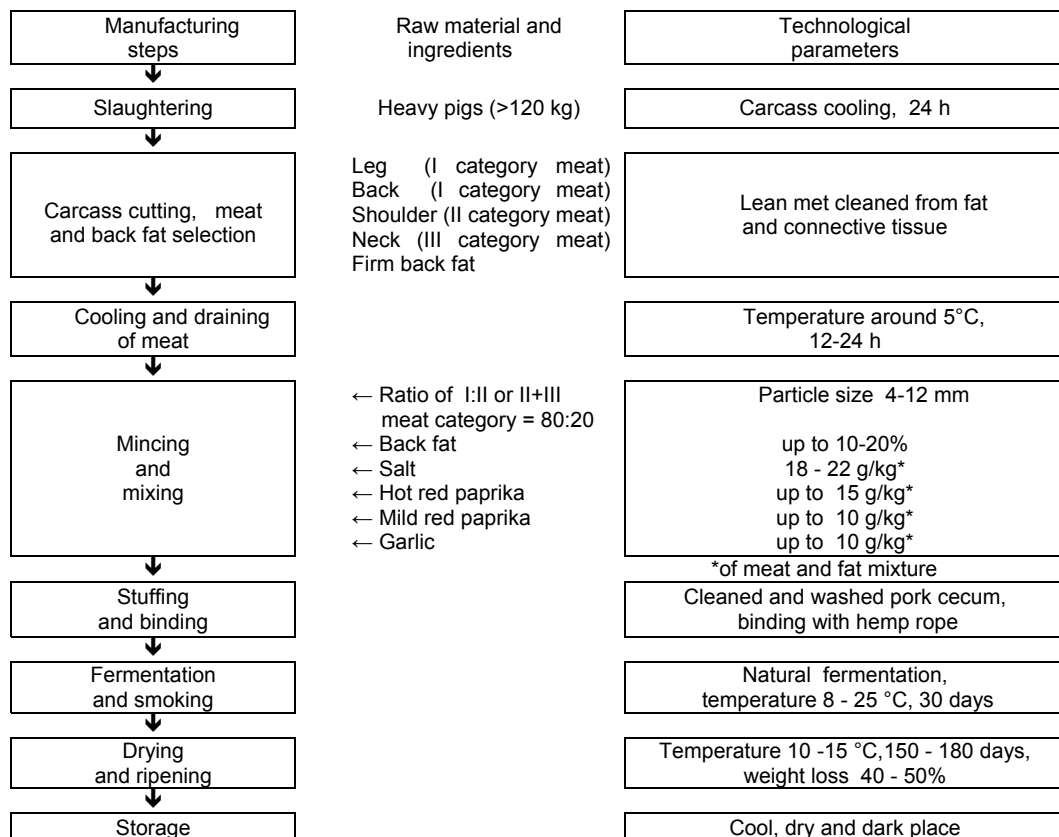 Manufacturing
steps
Raw material and
ingredients
Technological
parameters
Slaughtering
Heavy pigs (>120 kg)
Carcass cooling, 24 h
Carcass cutting, meat
and back fat selection
Leg (I category meat)
Back (I category meat)
Shoulder (II category meat)
Neck (III category meat)
Firm back fat
Lean met cleaned from fat
and connective tissue
Cooling and draining
of meat
Temperature around 5°C,
12-24 h
Mincing
and
mixing
← Ratio of I:II or II+III
meat category = 80:20
← Back fat
← Salt
← Hot red paprika
← Mild red paprika
← Garlic
Particle size 4-12 mm
up to 10-20%
18 - 22 g/kg*
up to 15 g/kg*
up to 10 g/kg*
up to 10 g/kg*
*of meat and fat mixture
Stuffing
and binding
Cleaned and washed pork cecum,
binding with hemp rope
Fermentation
and smoking
Natural fermentation,
temperature 8 - 25 °C, 30 days
Drying
and ripening
Temperature 10 -15 °C,150 - 180 days,
weight loss 40 - 50%
Storage
Cool, dry and dark place